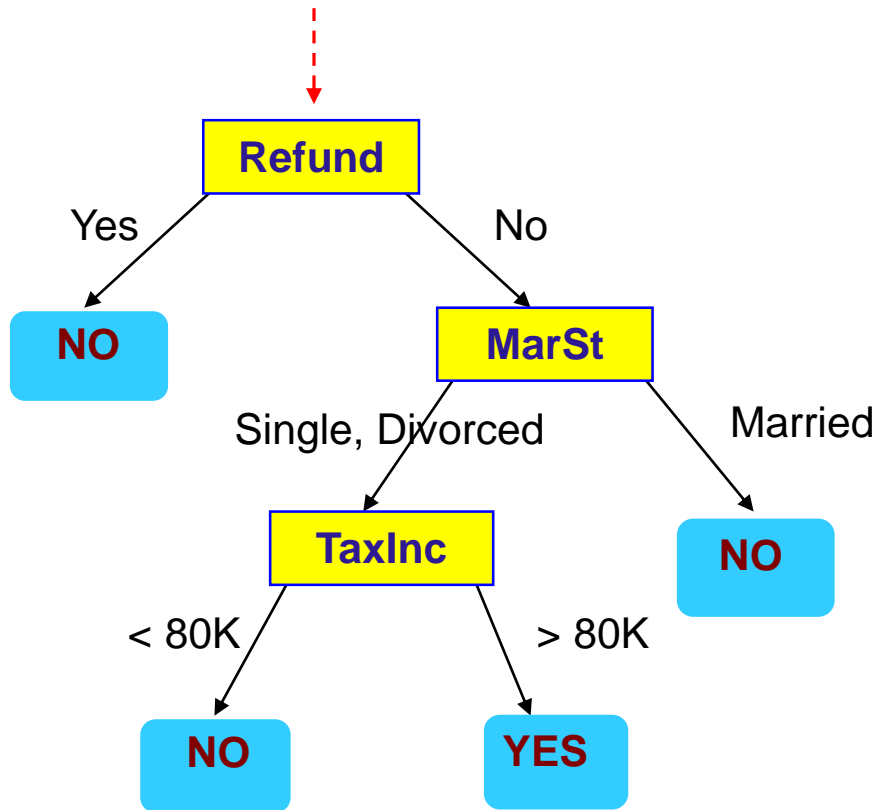 Refund
Yes
No
NO
MarSt
Single, Divorced
Married
TaxInc
NO
< 80K
> 80K
NO
YES